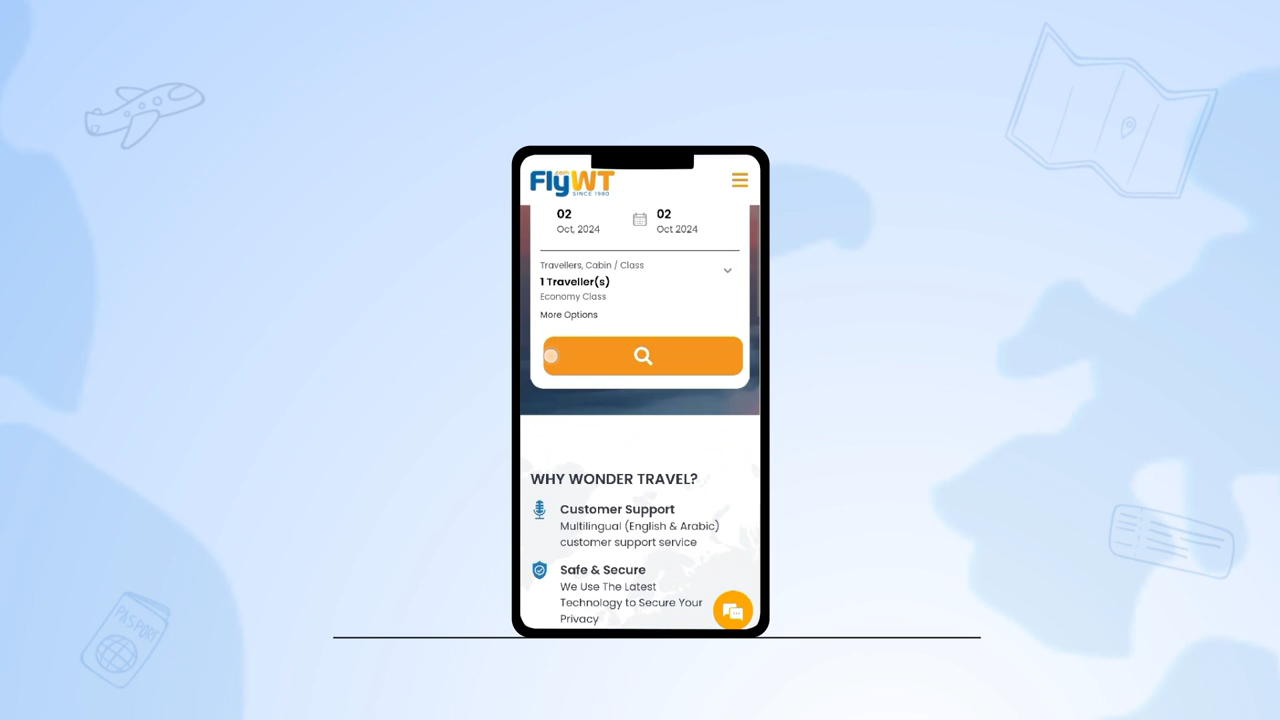 .com
FlyWT
SINCE 1980
02
02
Oct, 2024
Oct 2024
Travellers, Cabin / Class
1 Traveller(s)
Economy Class
More Options
WHY WONDER TRAVEL?
Customer Support
Multilingual (English & Arabic)
customer support service
Safe & Secure
We Use The Latest
Technology to Secure Your
Privacy
PASPORT